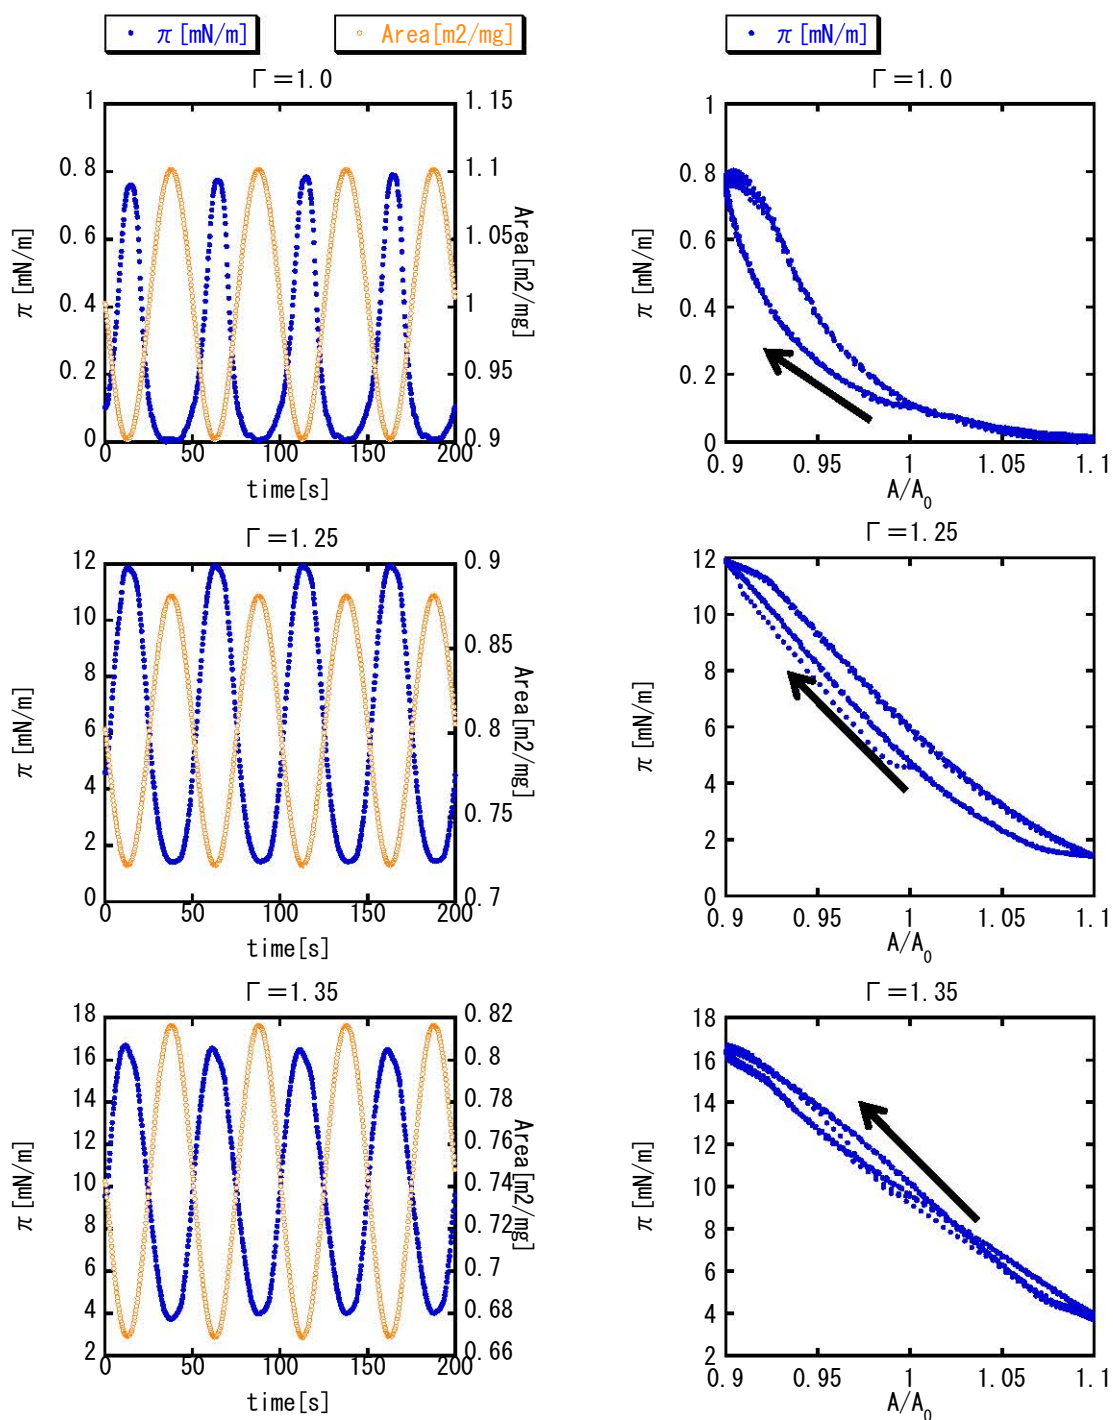 π [mN/m]
Area[m2/mg]
π [mN/m]
Γ=1.0
1
0.8
0.6
0.4
0.2
0
π [mN/m]
1.15
1.1
1.05
1
0.95
0.9
Area[m2/mg]
0 50 100 150 200
time[s]
Γ=1.0
1
0.8
0.6
0.4
0.2
0
π [mN/m]
0.9 0.95 1 1.05 1.1
A/A0
Γ=1.25
12
10
8
6
4
2
0
π [mN/m]
0.9
0.85
0.8
0.75
0.7
Area[m2/mg]
0 50 100 150 200
time[s]
Γ=1.25
12
10
8
6
4
2
0
π [mN/m]
0.9 0.95 1 1.05 1.1
A/A0
Γ=1.35
18
16
14
12
10
8
6
4
2
π [mN/m]
0.82
0.8
0.78
0.76
0.74
0.72
0.7
0.68
0.66
Area[m2/mg]
0 50 100 150 200
time[s]
Γ=1.35
18
16
14
12
10
8
6
4
2
π [mN/m]
0.9 0.95 1 1.05 1.1
A/A0